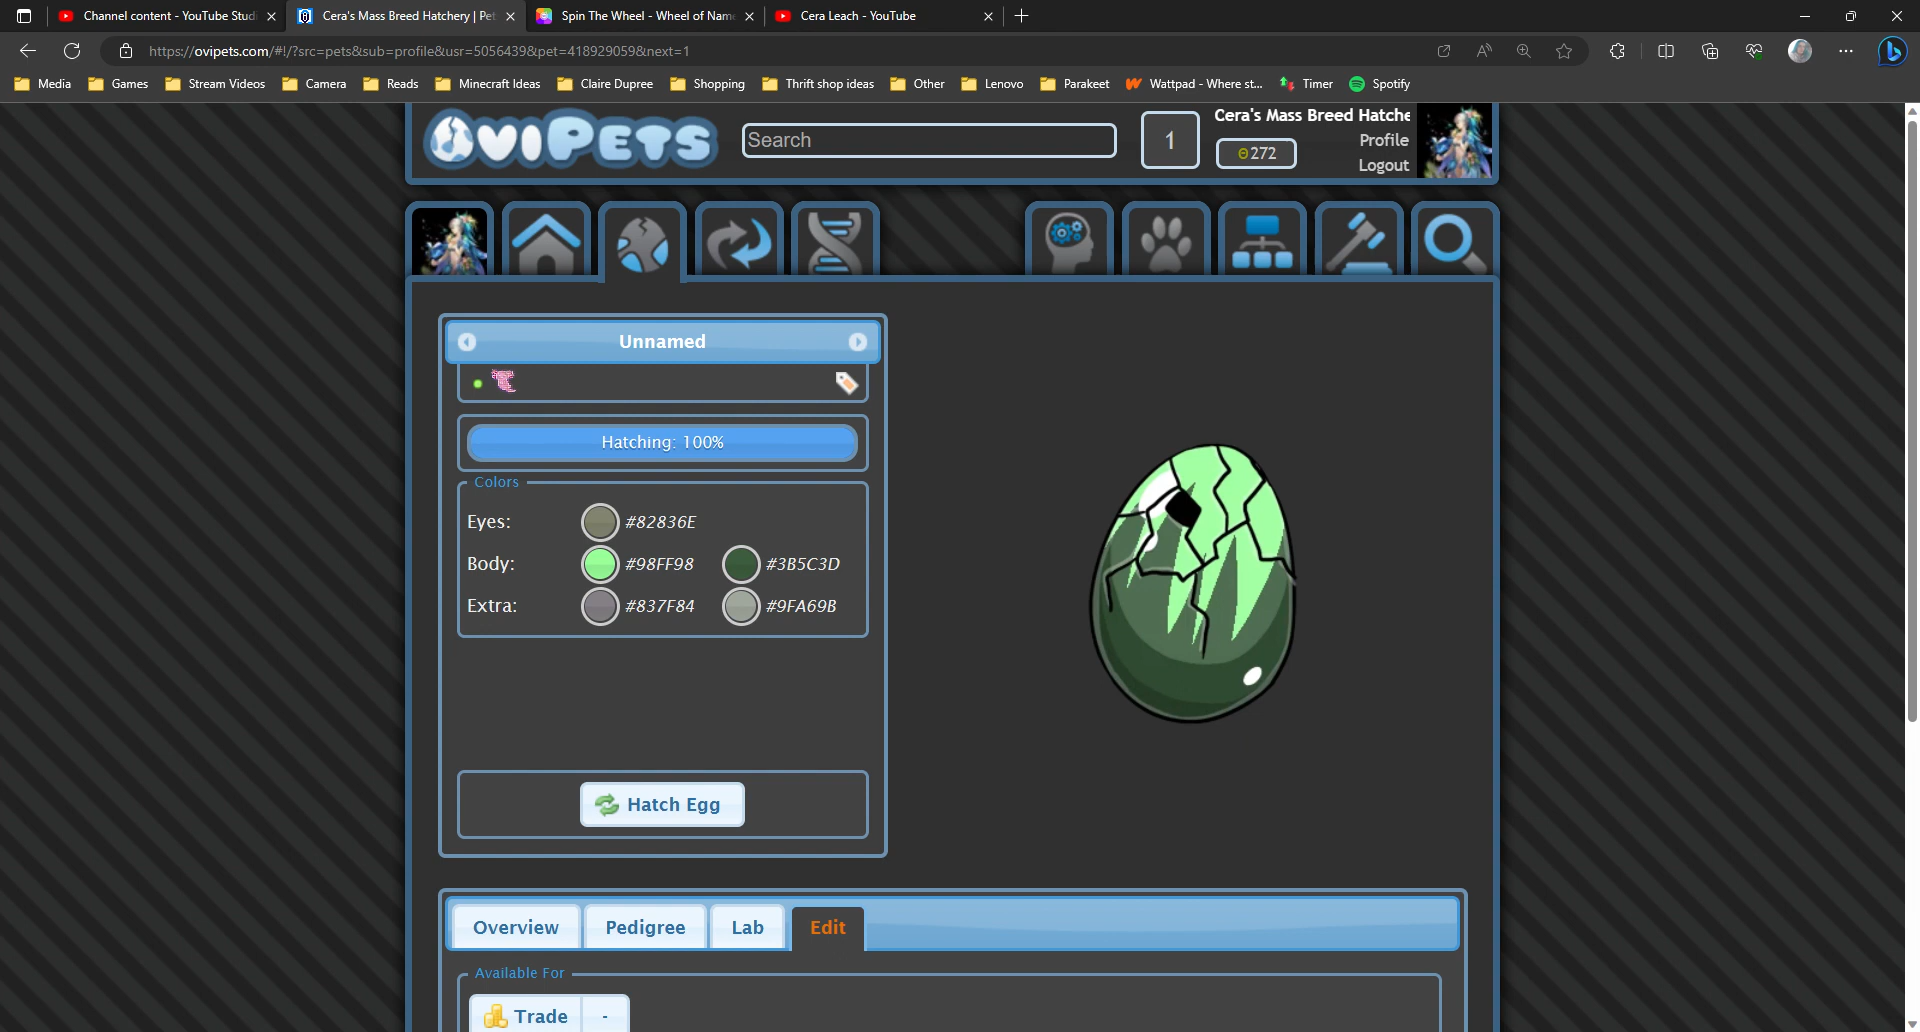 Channel content - YouTube Studi
Cera's Mass Breed Hatchery | Pet
Spin The Wheel - Wheel of Name
Cera Leach - YouTube
https://ovipets.com/#!/?src=pets&sub=profile&usr=5056439&pet=418929059&next=1
Media
Games
Stream Videos
Camera
Reads
Minecraft Ideas
Claire Dupree
Shopping
Thrift shop ideas
Other
Lenovo
Parakeet
Wattpad - Where st...
Timer
Spotify
OviPets
Search
1
Cera's Mass Breed Hatche
272
Profile
Logout
Unnamed
Hatching: 100%
Colors
Eyes: #82836E
Body: #98FF98 #3B5C3D
Extra: #837F84 #9FA69B
Hatch Egg
Overview
Pedigree
Lab
Edit
Available For
Trade -